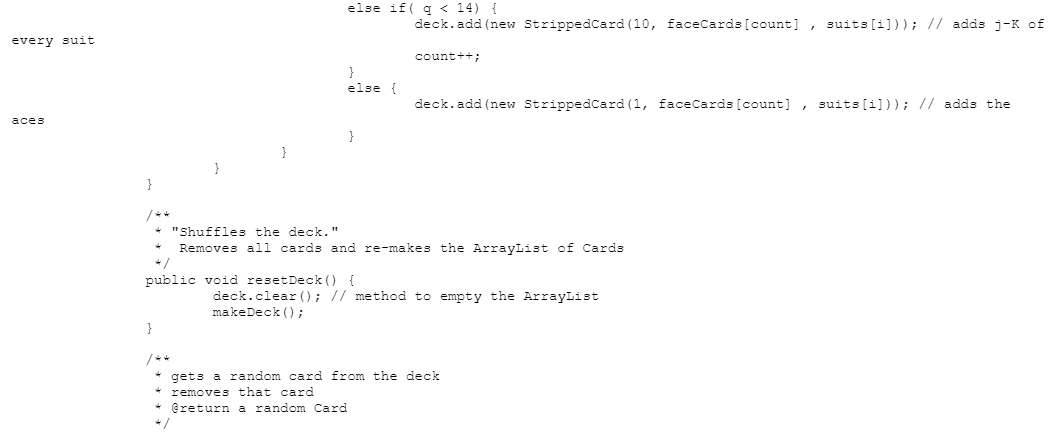 else if( q < 14) {
deck.add(new StrippedCard(10, faceCards[count] , suits[i])); // adds j-K of
every suit
count++;
}
else {
deck.add(new StrippedCard(1, faceCards[count] , suits[i])); // adds the
aces
}
}
}
}
/**
* "Shuffles the deck."
*  Removes all cards and re-makes the ArrayList of Cards
*/
public void resetDeck() {
deck.clear(); // method to empty the ArrayList
makeDeck();
}
/**
* gets a random card from the deck
* removes that card
* @return a random Card
*/